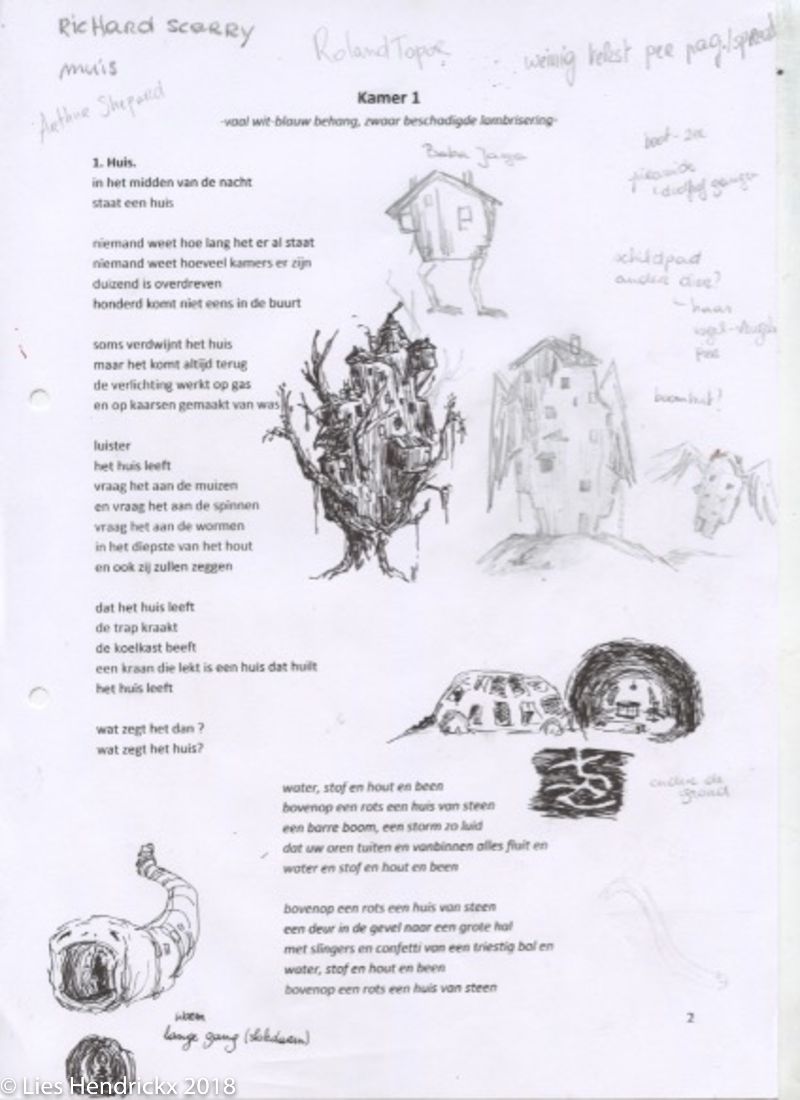 RicHard Scarry
muis
Arthur Shepard
Roland Topor
weinig tekst per pag./spread
Kamer 1
-vaal wit-blauw behang, zwaar beschadigde lambrisering-
Baba Jaga
boot - zee
piramide
schildpad
andere dier?
vogel-vleugels
boomhut?
1. Huis.
in het midden van de nacht
staat een huis
niemand weet hoe lang het er al staat
niemand weet hoeveel kamers er zijn
duizend is overdreven
honderd komt niet eens in de buurt
soms verdwijnt het huis
maar het komt altijd terug
de verlichting werkt op gas
en op kaarsen gemaakt van was
luister
het huis leeft
vraag het aan de muizen
en vraag het aan de spinnen
vraag het aan de wormen
in het diepste van het hout
en ook zij zullen zeggen
dat het huis leeft
de trap kraakt
de koelkast beeft
een kraan die lekt is een huis dat huilt
het huis leeft
wat zegt het dan ?
wat zegt het huis?
onder de
grond
water, stof en hout en been
bovenop een rots een huis van steen
een barre boom, een storm zo luid
dat uw oren tuiten en vanbinnen alles fluit en
water en stof en hout en been
bovenop een rots een huis van steen
een deur in de gevel naar een grote hal
met slingers en confetti van een triestig bal en
water, stof en hout en been
bovenop een rots een huis van steen
worm
lange gang (slokdarm)
2
© Lies Hendrickx 2018